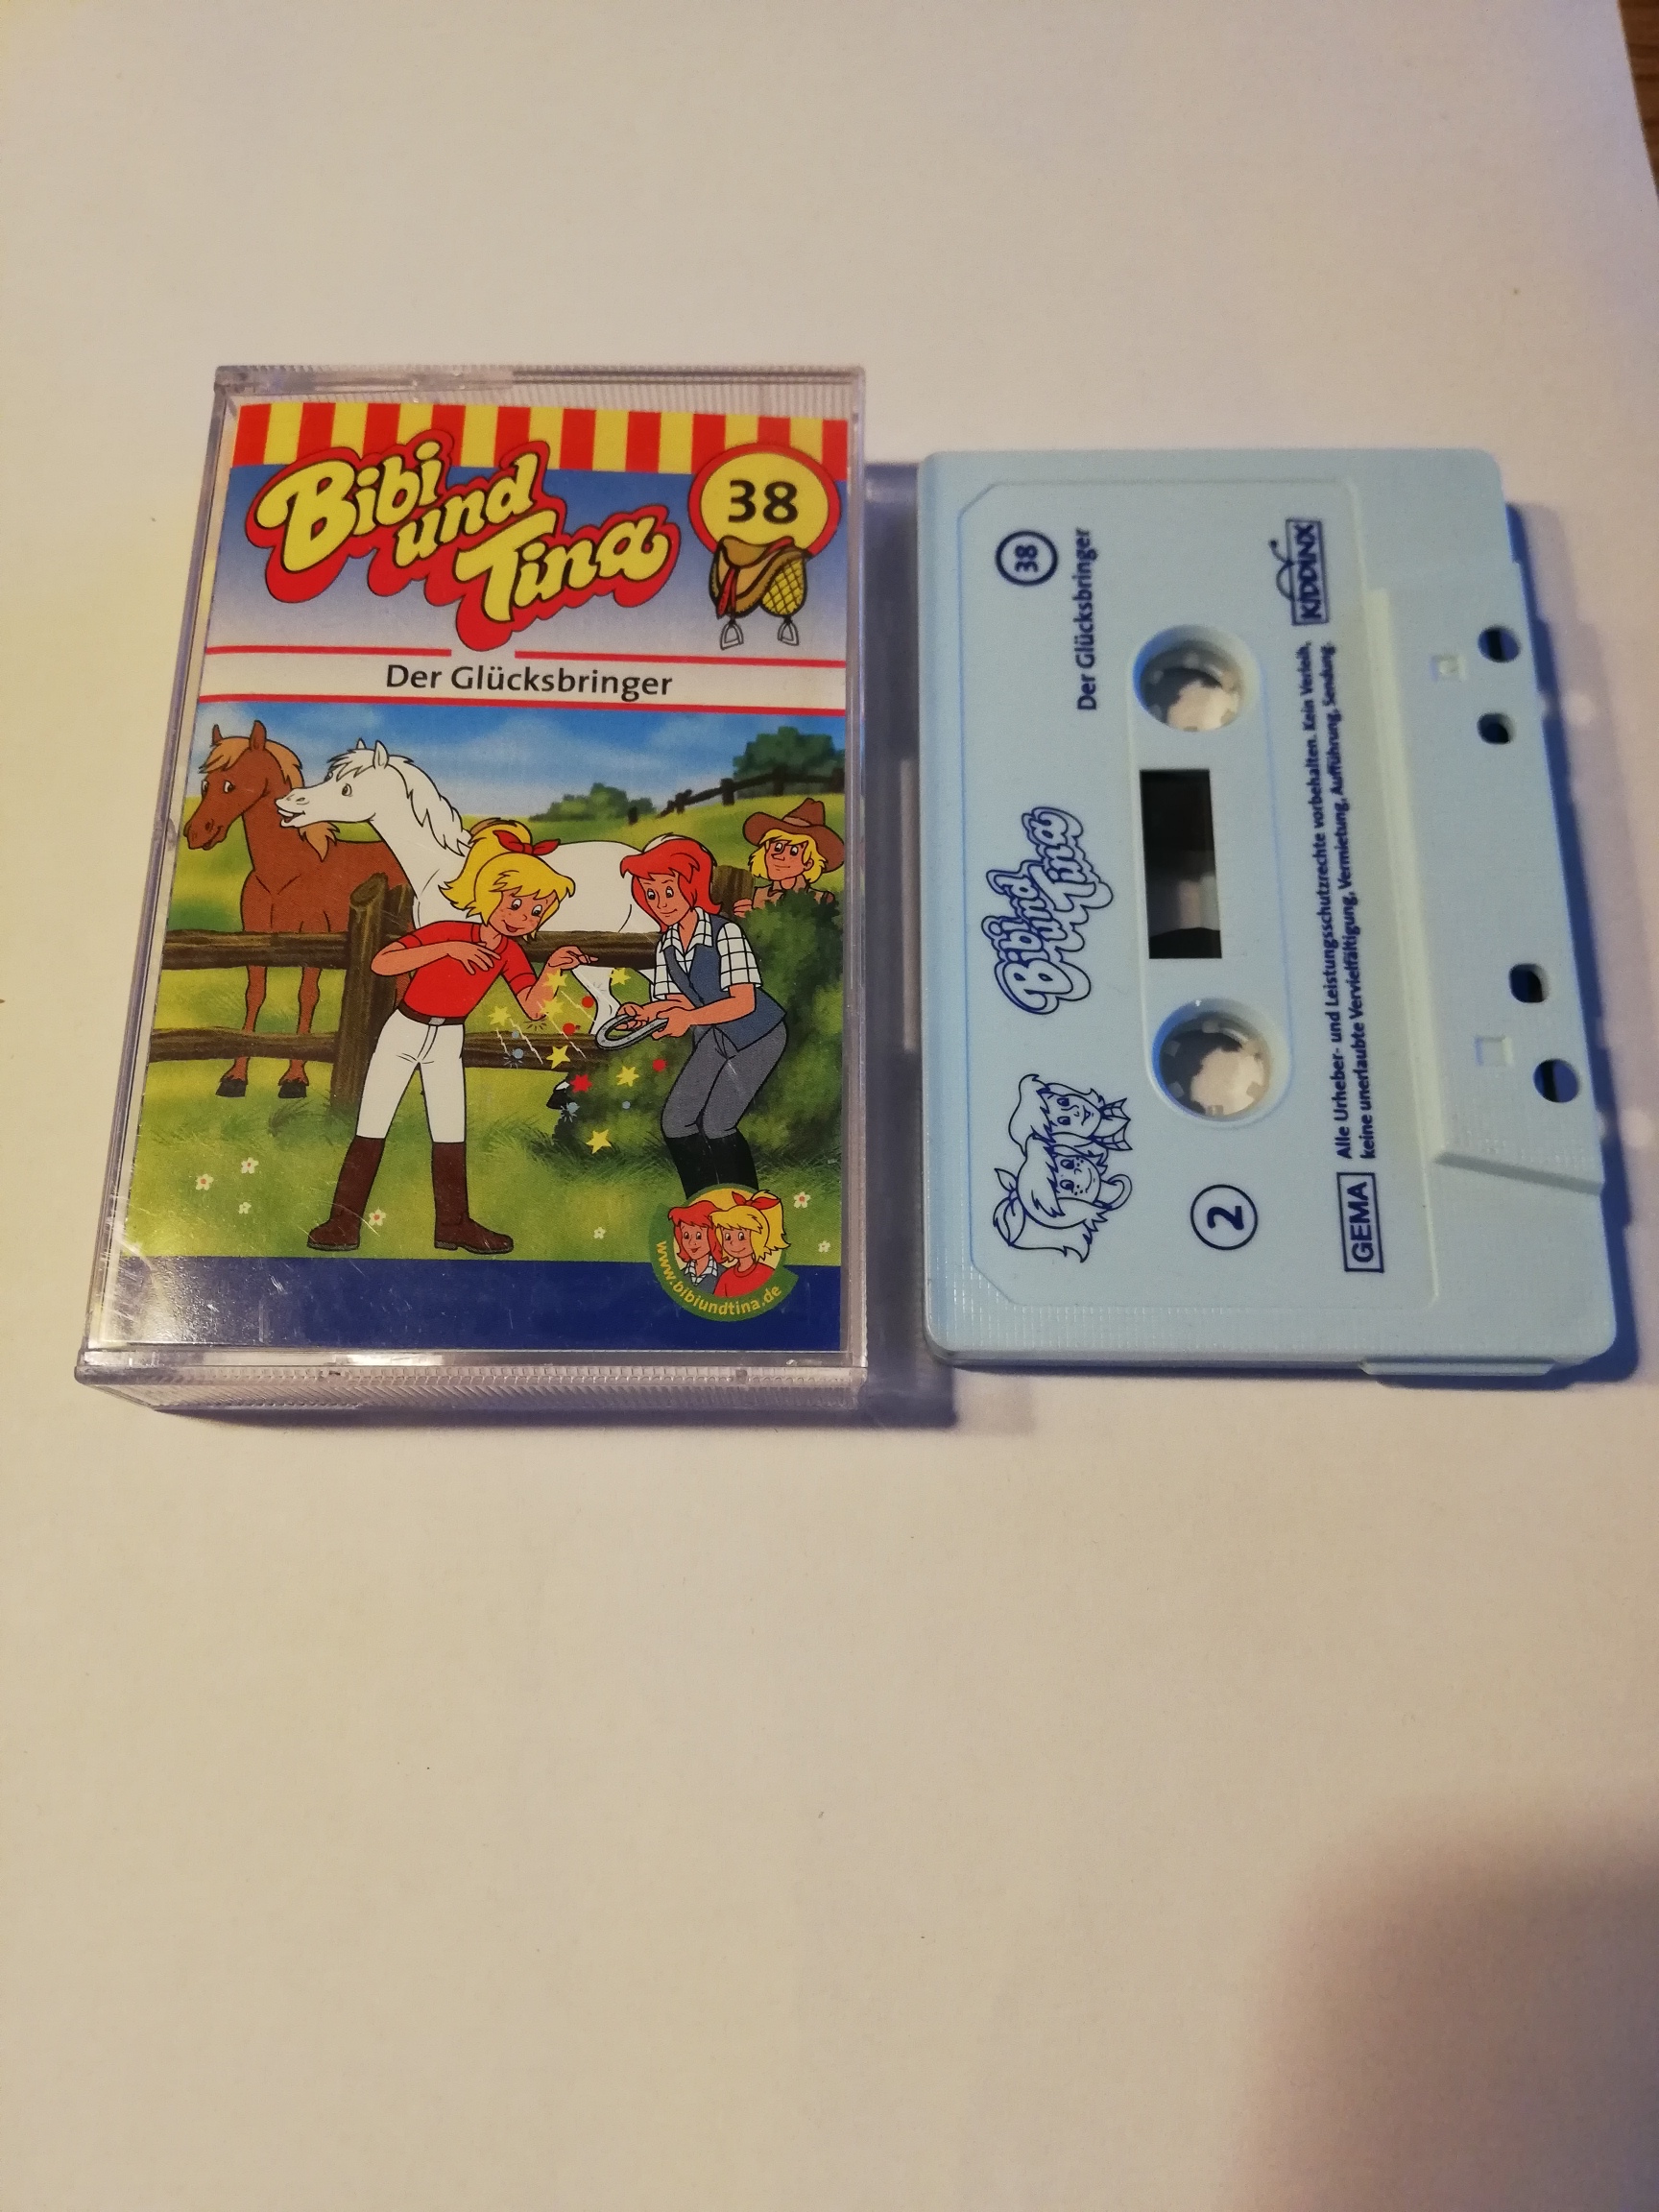 Bibi
und
Tina
38
Der Glücksbringer
www.bibiundtina.de
38
Der Glücksbringer
Bibi
und
Tina
2
KIDDINX
GEMA
Alle Urheber- und Leistungsschutzrechte vorbehalten. Kein Verleih,
keine unerlaubte Vervielfältigung, Vermietung, Aufführung, Sendung.